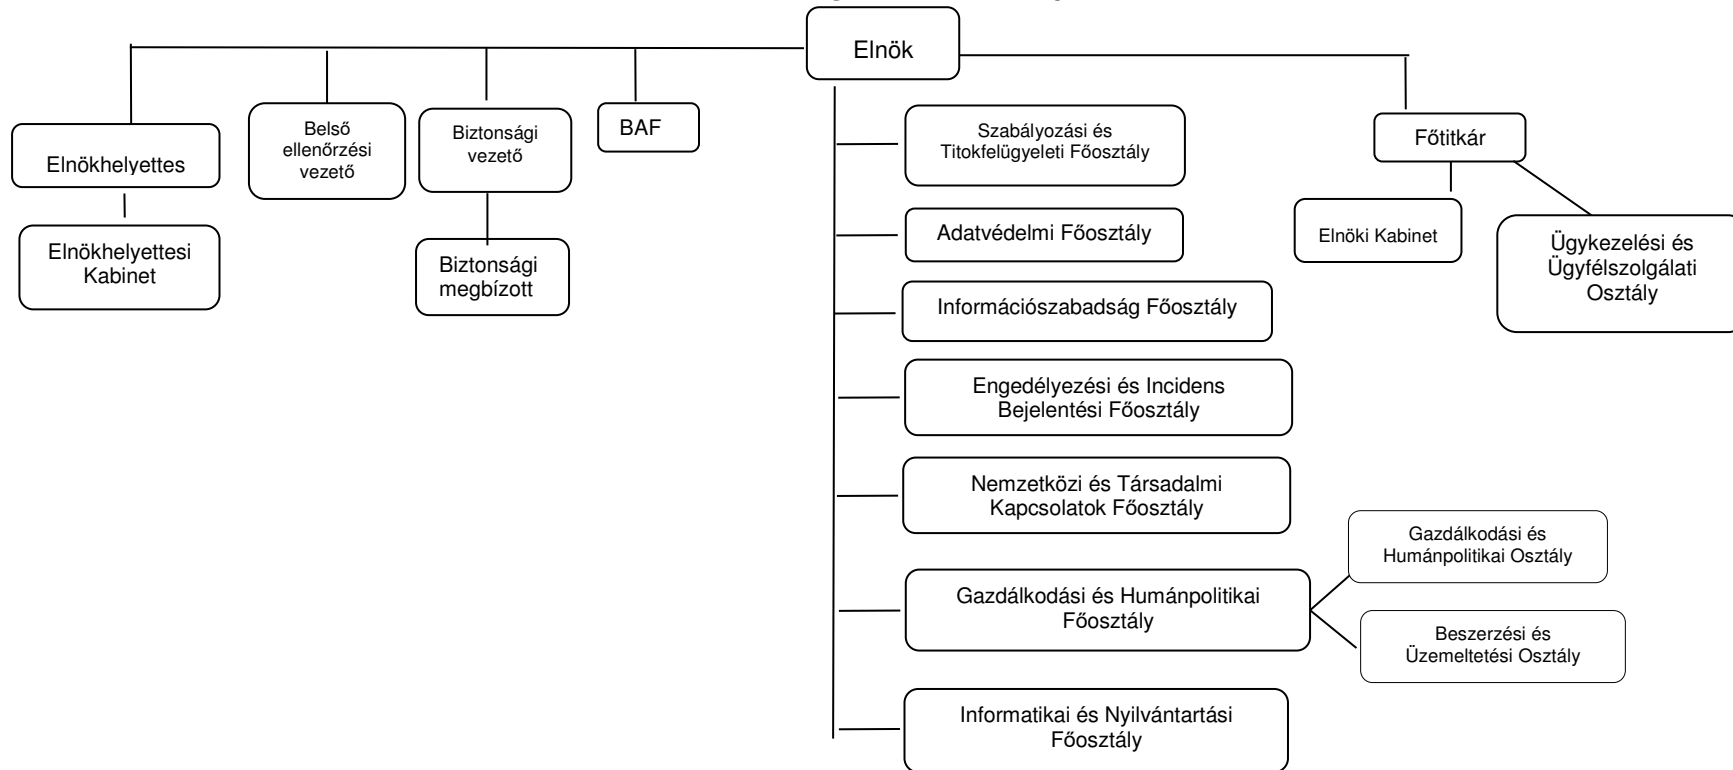 Elnök
Elnökhelyettes
Belső
ellenőrzési
vezető
Biztonsági
vezető
BAF
Szabályozási és
Titokfelügyeleti Főosztály
Főtitkár
Elnökhelyettesi
Kabinet
Biztonsági
megbízott
Adatvédelmi Főosztály
Elnöki Kabinet
Ügykezelési és
Ügyfélszolgálati
Osztály
Információszabadság Főosztály
Engedélyezési és Incidens
Bejelentési Főosztály
Nemzetközi és Társadalmi
Kapcsolatok Főosztály
Gazdálkodási és
Humánpolitikai Osztály
Gazdálkodási és Humánpolitikai
Főosztály
Beszerzési és
Üzemeltetési Osztály
Informatikai és Nyilvántartási
Főosztály